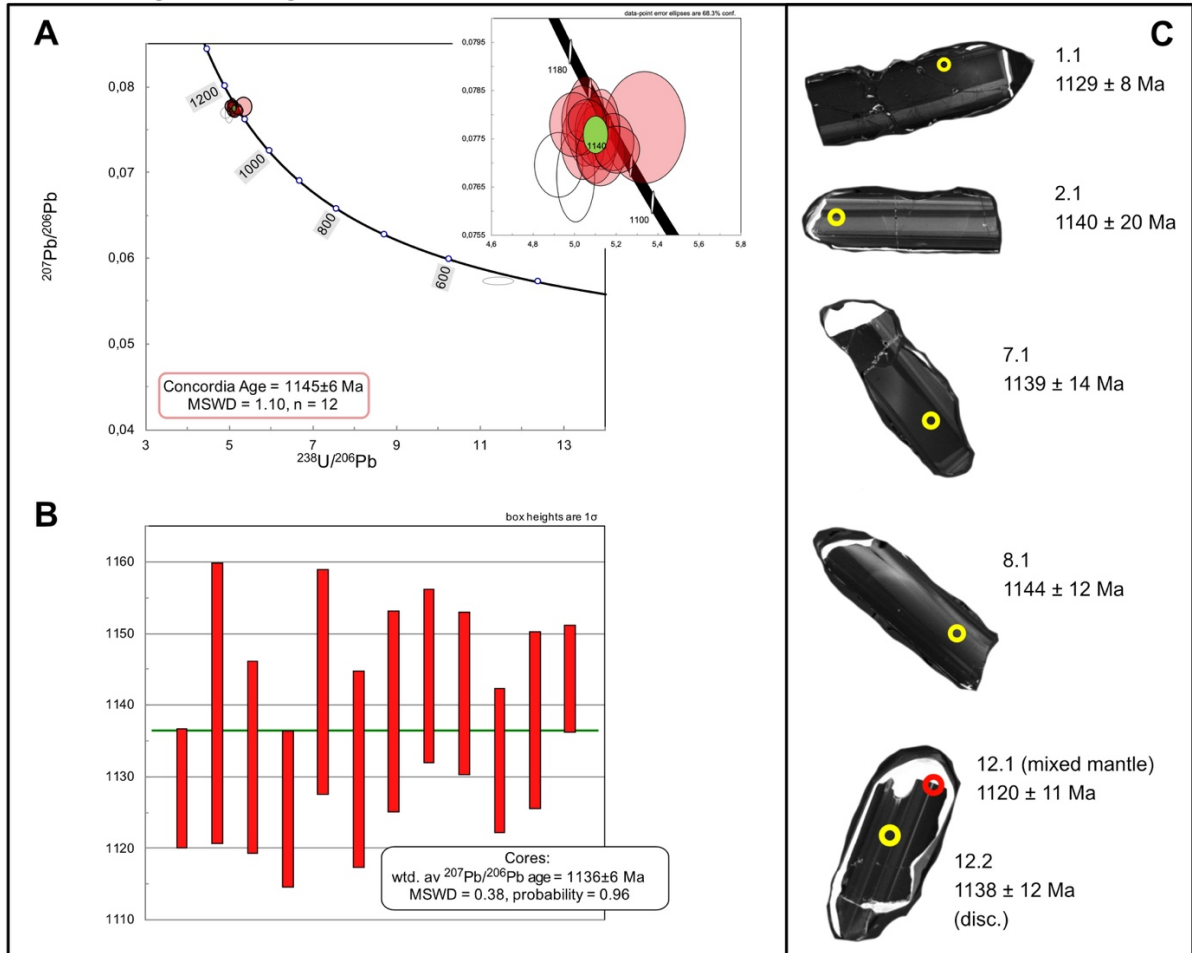 A
data-point error ellipses are 68.3% conf.
0,0795
0,0785
0,0775
0,0765
0,0755
1180
1140
1100
4,6
4,8
5,0
5,2
5,4
5,6
5,8
207Pb/206Pb
0,08
0,07
0,06
0,05
0,04
1200
1000
800
600
Concordia Age = 1145±6 Ma
MSWD = 1.10, n = 12
3
5
7
9
11
13
238U/206Pb
B
box heights are 1σ
1160
1150
1140
1130
1120
1110
Cores:
wtd. av 207Pb/206Pb age = 1136±6 Ma
MSWD = 0.38, probability = 0.96
C
1.1
1129 ± 8 Ma
2.1
1140 ± 20 Ma
7.1
1139 ± 14 Ma
8.1
1144 ± 12 Ma
12.1 (mixed mantle)
1120 ± 11 Ma
12.2
1138 ± 12 Ma
(disc.)